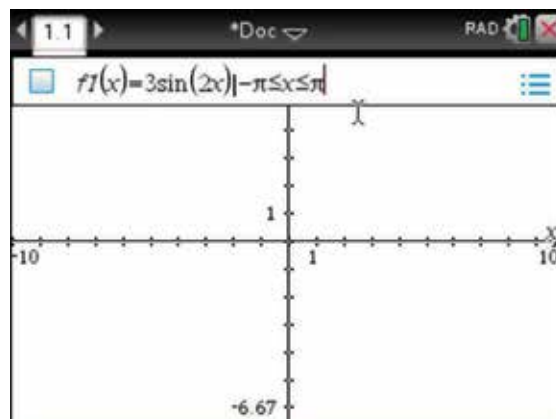 1.1 *Doc RAD
f1(x)=3sin(2x)|-π≤x≤π
1
x
-10 1 10
-6.67